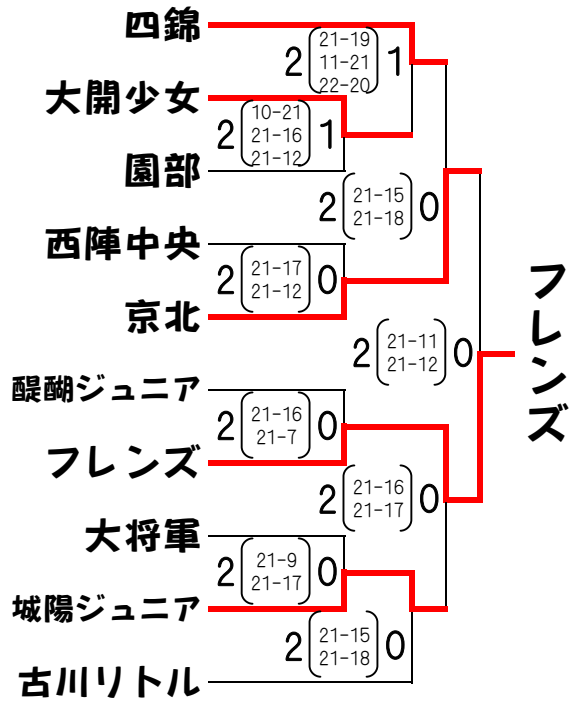 四錦
2 21-19 1
11-21
22-20
大開少女
10-21
2 21-16 1
21-12
園部
2 21-15 0
21-18
西陣中央
2 21-17 0
21-12
京北
フレンズ
2 21-11 0
21-12
醍醐ジュニア
2 21-16 0
21-7
フレンズ
2 21-16 0
21-17
大将軍
2 21-9 0
21-17
城陽ジュニア
2 21-15 0
21-18
古川リトル